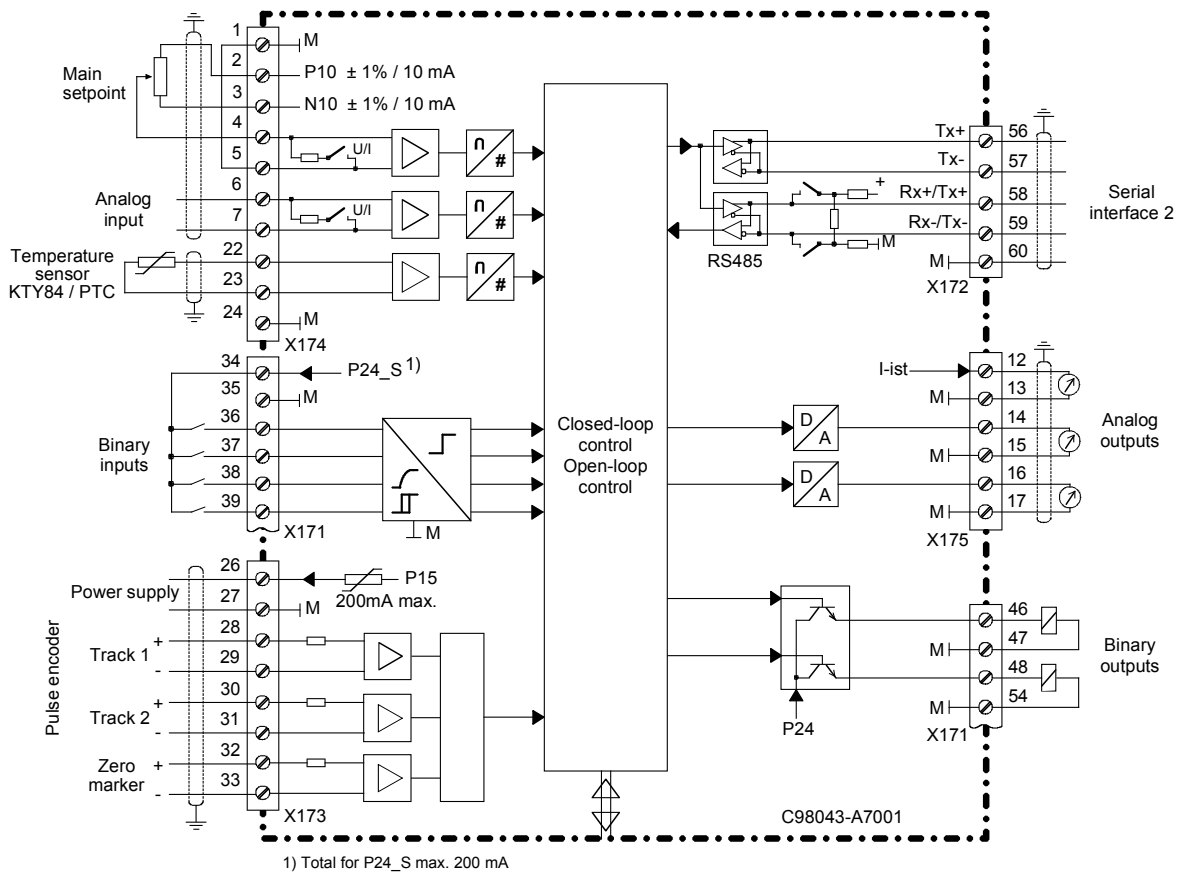 1
M
2
Main
setpoint
P10 ± 1% / 10 mA
3
N10 ± 1% / 10 mA
4
U/I
∩
#
5
6
Analog
input
U/I
∩
#
7
22
Temperature
sensor
KTY84 / PTC
∩
#
23
24
M
X174
34
P24_S 1)
35
M
36
Binary
inputs
37
38
39
X171
M
26
Power supply
P15
200mA max.
27
M
Pulse encoder
28
+
Track 1
29
-
30
+
Track 2
31
-
32
+
Zero
marker
33
-
X173
Closed-loop
control
Open-loop
control
Tx+
56
Tx-
57
Rx+/Tx+
58
+
Serial
interface 2
Rx-/Tx-
59
M
RS485
60
M
X172
I-ist
12
M
13
D
A
14
Analog
outputs
M
15
D
A
16
M
17
X175
46
M
47
Binary
outputs
48
M
54
P24
X171
C98043-A7001
1) Total for P24_S max. 200 mA